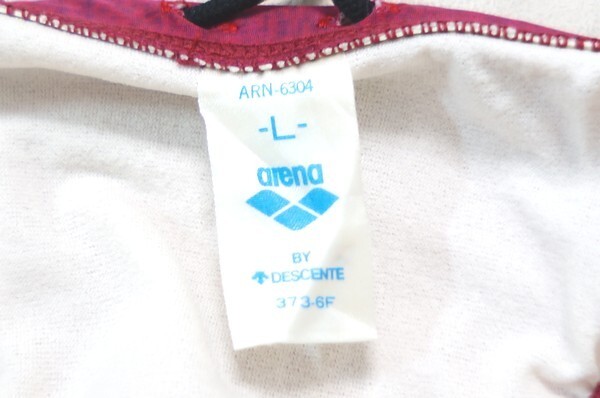 ARN-6304
-L-
arena
BY
DESCENTE
373-6F